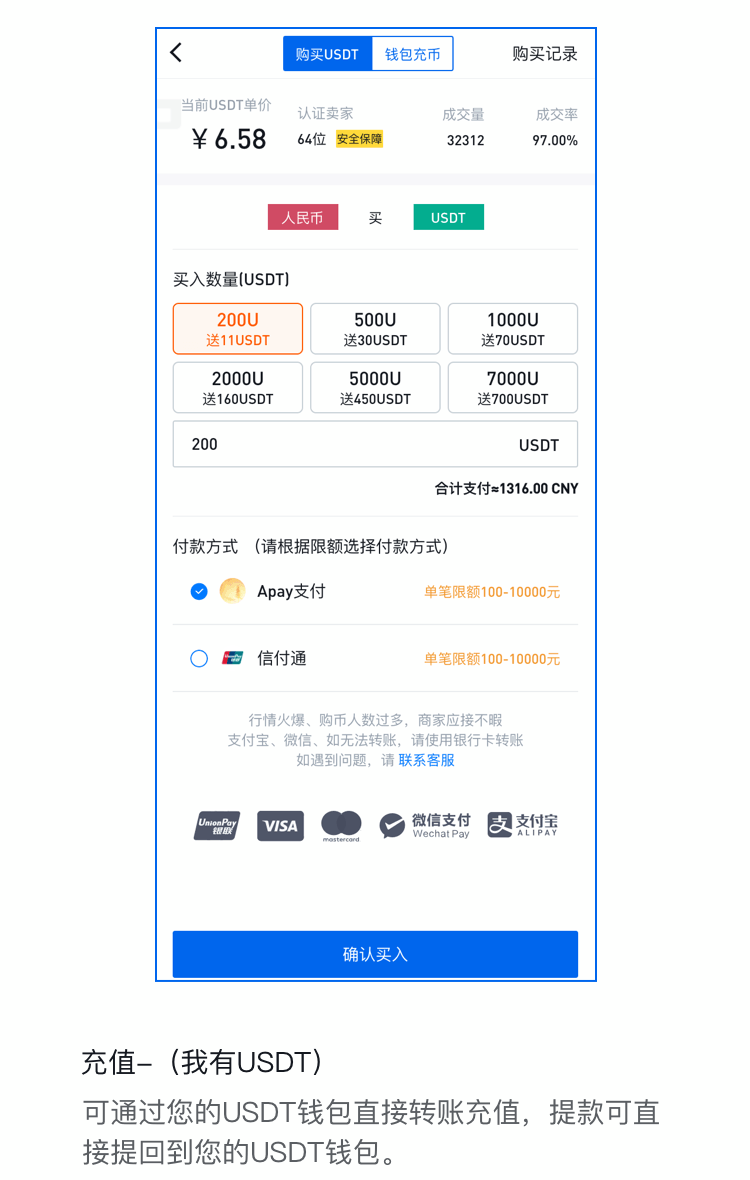 购买USDT 钱包充币 购买记录
当前USDT单价 认证卖家 成交量 成交率
￥6.58 64位 安全保障 32312 97.00%
人民币 买 USDT
买入数量(USDT)
200U 500U 1000U
送11USDT 送30USDT 送70USDT
2000U 5000U 7000U
送160USDT 送450USDT 送700USDT
200 USDT
合计支付≈1316.00 CNY
付款方式 （请根据限额选择付款方式）
Apay支付 单笔限额100-10000元
信付通 单笔限额100-10000元
行情火爆、购币人数过多，商家应接不暇
支付宝、微信、如无法转账，请使用银行卡转账
如遇到问题，请 联系客服
UnionPay 银联 VISA mastercard 微信支付 Wechat Pay 支 支付宝 ALIPAY
确认买入
充值–（我有USDT）
可通过您的USDT钱包直接转账充值，提款可直
接提回到您的USDT钱包。